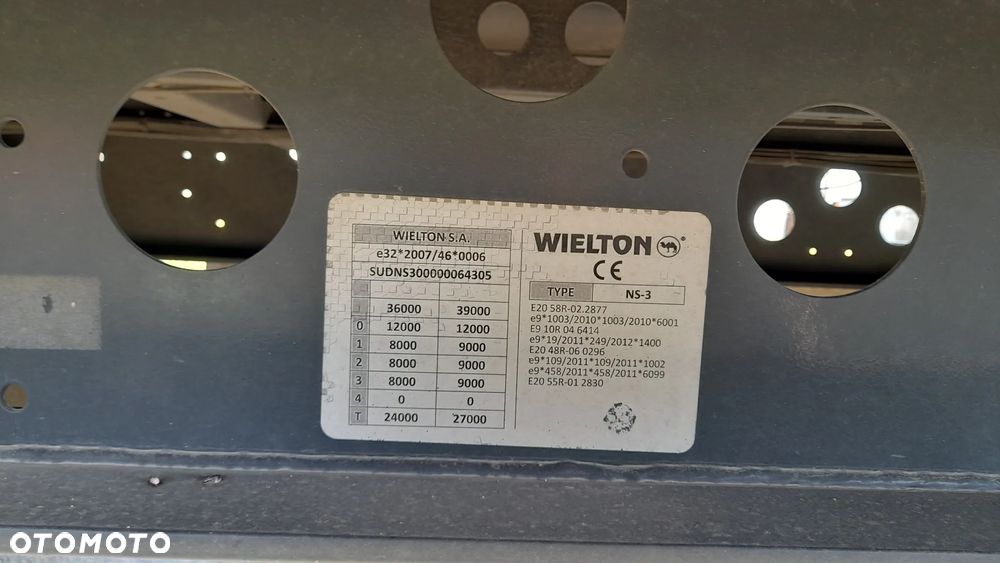 WIELTON S.A.
e32*2007/46*0006
SUDNS300000064305
36000 39000
0 12000 12000
1 8000 9000
2 8000 9000
3 8000 9000
4 0 0
T 24000 27000
WIELTON ®
CE
TYPE NS-3
E20 58R-02.2877
e9*1003/2010*1003/2010*6001
E9 10R 04 6414
e9*19/2011*249/2012*1400
E20 48R-06 0296
e9*109/2011*109/2011*1002
e9*458/2011*458/2011*6099
E20 55R-01 2830
OTOMOTO